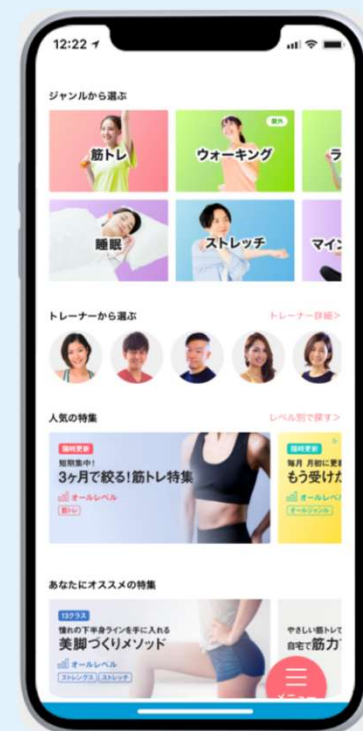 12:22
ジャンルから選ぶ
筋トレ
ウォーキング
屋外
睡眠
ストレッチ
マイン
トレーナーから選ぶ
トレーナー詳細>
人気の特集
レベル別で探す>
随時更新
短期集中!
3ヶ月で絞る!筋トレ特集
オールレベル
筋トレ
随時更新
毎月 月初に更新
もう受けた
オールレベル
オールジャンル
あなたにオススメの特集
13クラス
憧れの下半身ラインを手に入れる
美脚づくりメソッド
オールレベル
ストレングス
ストレッチ
やさしい筋トレで
自宅で筋力
メニュー